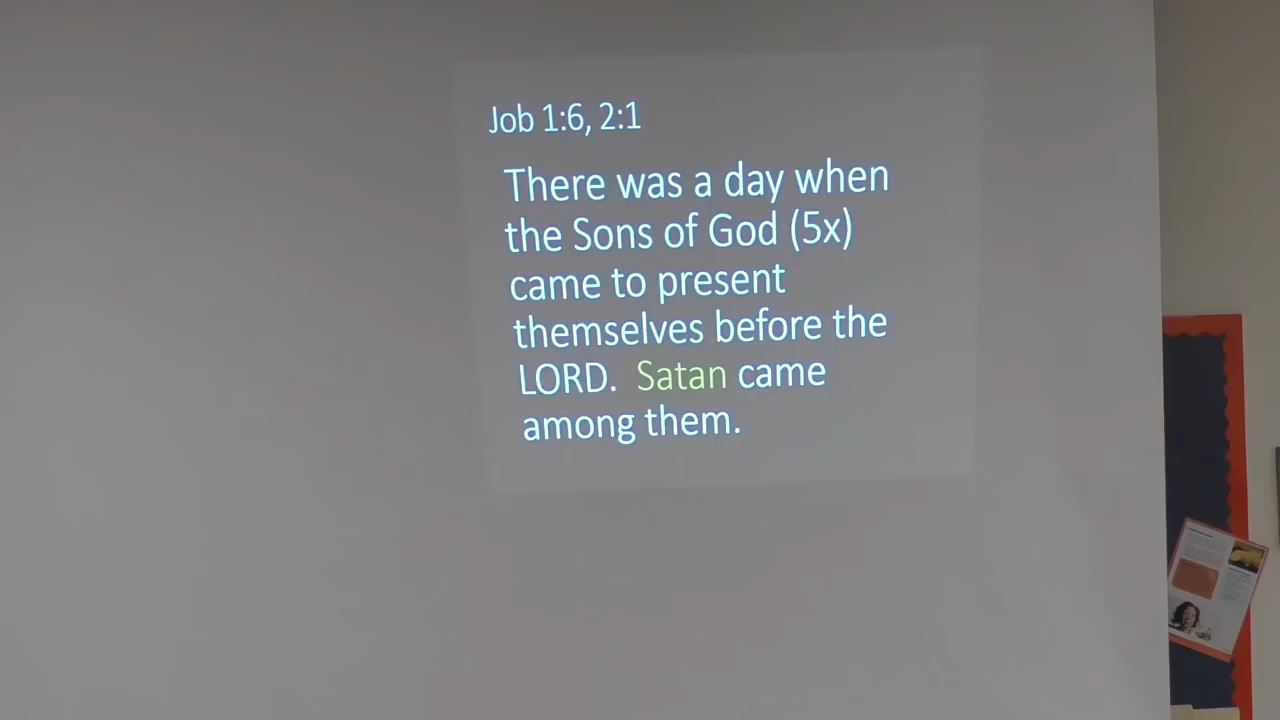 Job 1:6, 2:1
There was a day when
the Sons of God (5x)
came to present
themselves before the
LORD. Satan came
among them.